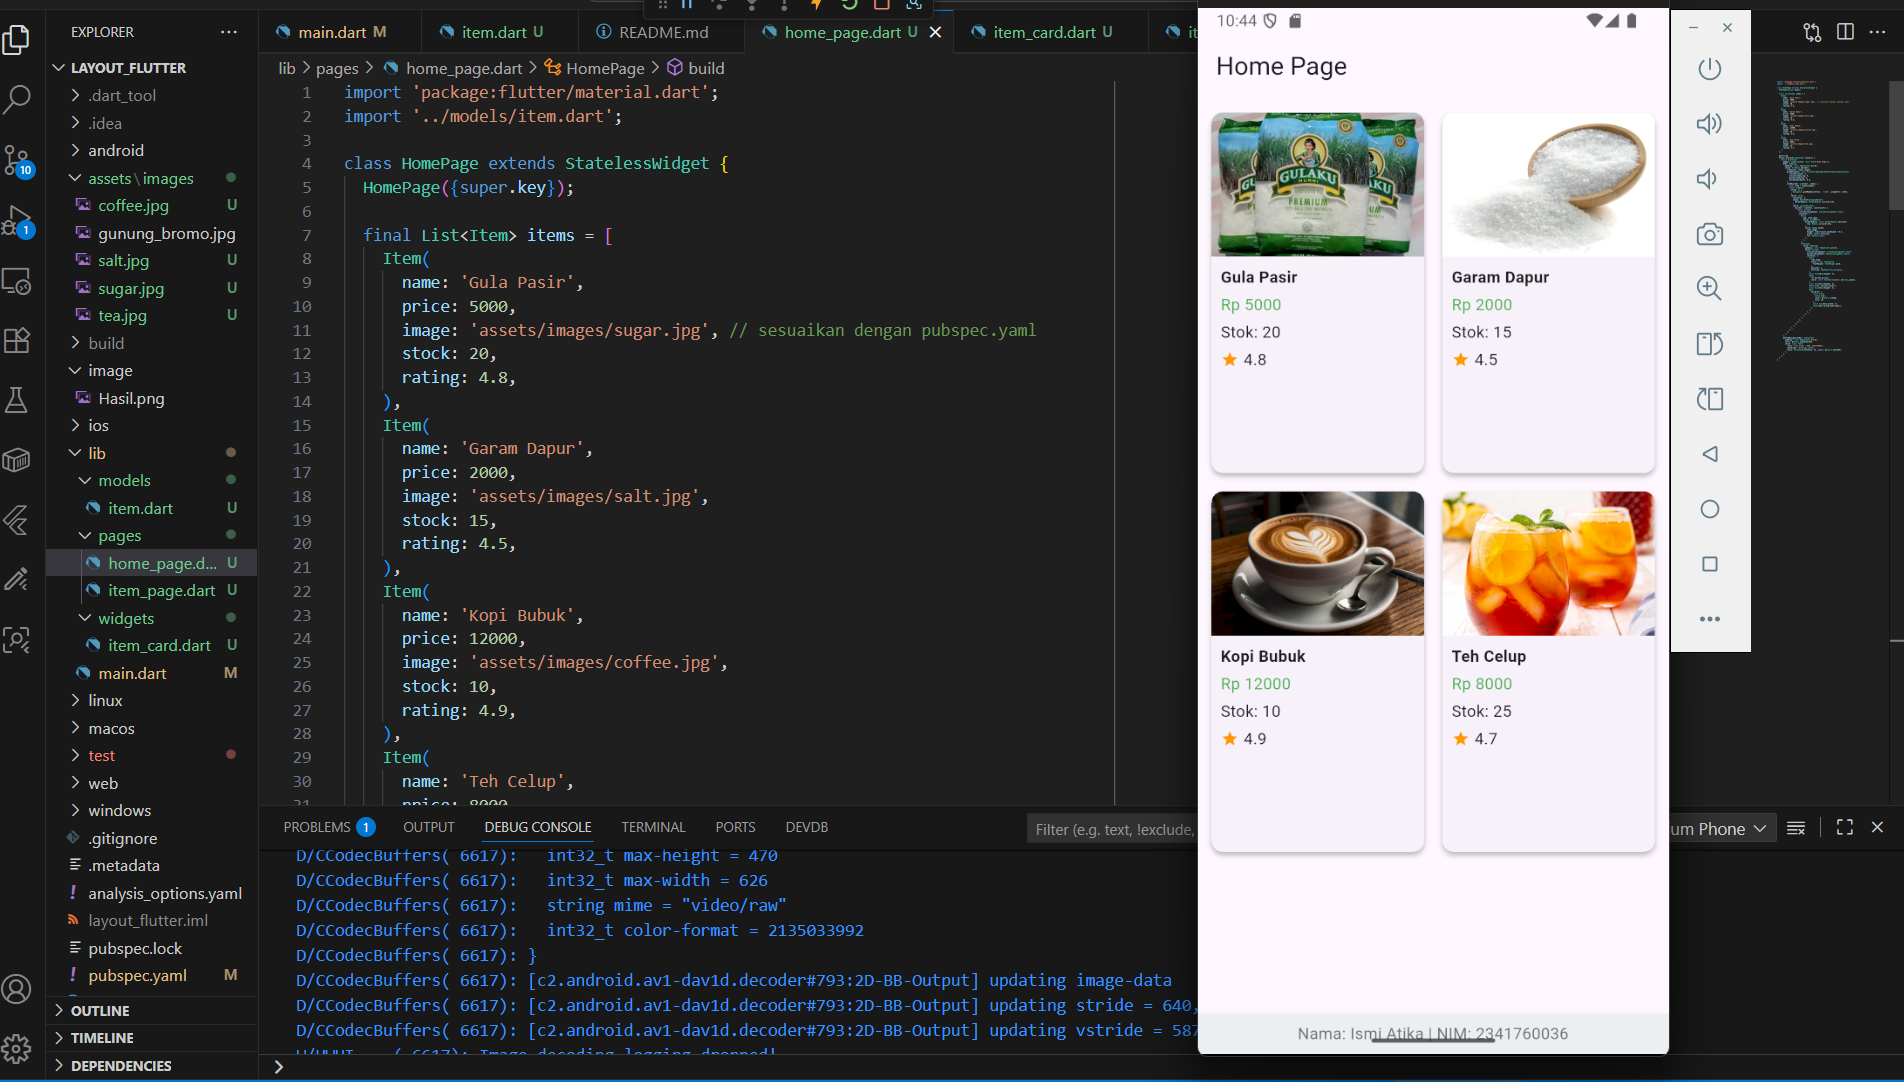 EXPLORER
LAYOUT_FLUTTER
.dart_tool
.idea
android
assets\images
coffee.jpg U
gunung_bromo.jpg
salt.jpg U
sugar.jpg U
tea.jpg U
build
image
Hasil.png
ios
lib
models
item.dart U
pages
home_page.d... U
item_page.dart U
widgets
item_card.dart U
main.dart M
linux
macos
test
web
windows
.gitignore
.metadata
analysis_options.yaml
layout_flutter.iml
pubspec.lock
pubspec.yaml M
OUTLINE
TIMELINE
DEPENDENCIES
10
1
main.dart M
item.dart U
README.md
home_page.dart U
item_card.dart U
lib > pages > home_page.dart > HomePage > build
1 import 'package:flutter/material.dart';
2 import '../models/item.dart';
3
4 class HomePage extends StatelessWidget {
5 HomePage({super.key});
6
7 final List<Item> items = [
8 Item(
9 name: 'Gula Pasir',
10 price: 5000,
11 image: 'assets/images/sugar.jpg', // sesuaikan dengan pubspec.yaml
12 stock: 20,
13 rating: 4.8,
14 ),
15 Item(
16 name: 'Garam Dapur',
17 price: 2000,
18 image: 'assets/images/salt.jpg',
19 stock: 15,
20 rating: 4.5,
21 ),
22 Item(
23 name: 'Kopi Bubuk',
24 price: 12000,
25 image: 'assets/images/coffee.jpg',
26 stock: 10,
27 rating: 4.9,
28 ),
29 Item(
30 name: 'Teh Celup',
31 price: 8000
PROBLEMS 1
OUTPUT
DEBUG CONSOLE
TERMINAL
PORTS
DEVDB
Filter (e.g. text, !exclude,
um Phone
D/CCodecBuffers( 6617): int32_t max-height = 470
D/CCodecBuffers( 6617): int32_t max-width = 626
D/CCodecBuffers( 6617): string mime = "video/raw"
D/CCodecBuffers( 6617): int32_t color-format = 2135033992
D/CCodecBuffers( 6617): }
D/CCodecBuffers( 6617): [c2.android.av1-dav1d.decoder#793:2D-BB-Output] updating image-data
D/CCodecBuffers( 6617): [c2.android.av1-dav1d.decoder#793:2D-BB-Output] updating stride = 640,
D/CCodecBuffers( 6617): [c2.android.av1-dav1d.decoder#793:2D-BB-Output] updating vstride = 587
10:44
Home Page
GULAKU
PREMIUM
Gula Pasir
Rp 5000
Stok: 20
4.8
Garam Dapur
Rp 2000
Stok: 15
4.5
Kopi Bubuk
Rp 12000
Stok: 10
4.9
Teh Celup
Rp 8000
Stok: 25
4.7
Nama: Ismi Atika | NIM: 2341760036